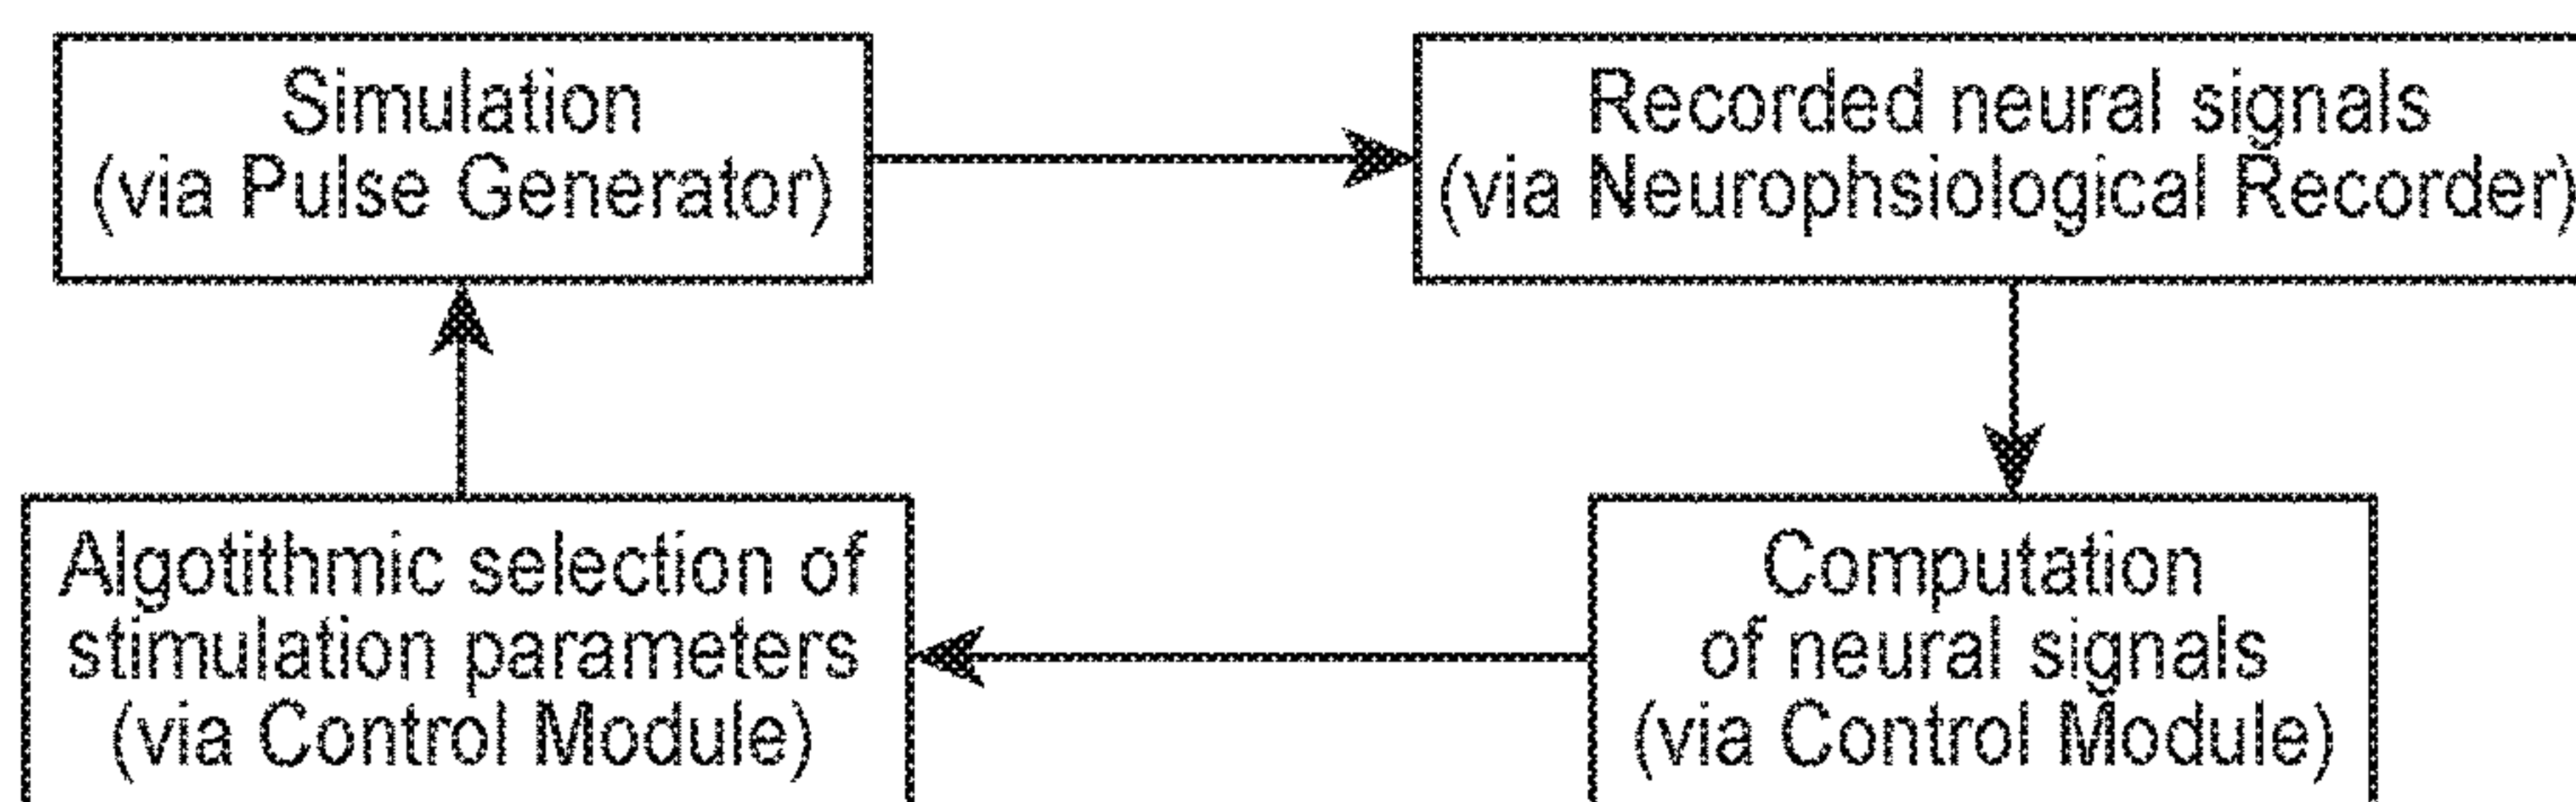 Simulation
(via Pulse Generator)
Recorded neural signals
(via Neurophsiological Recorder)
Algotithmic selection of
stimulation parameters
(via Control Module)
Computation
of neural signals
(via Control Module)